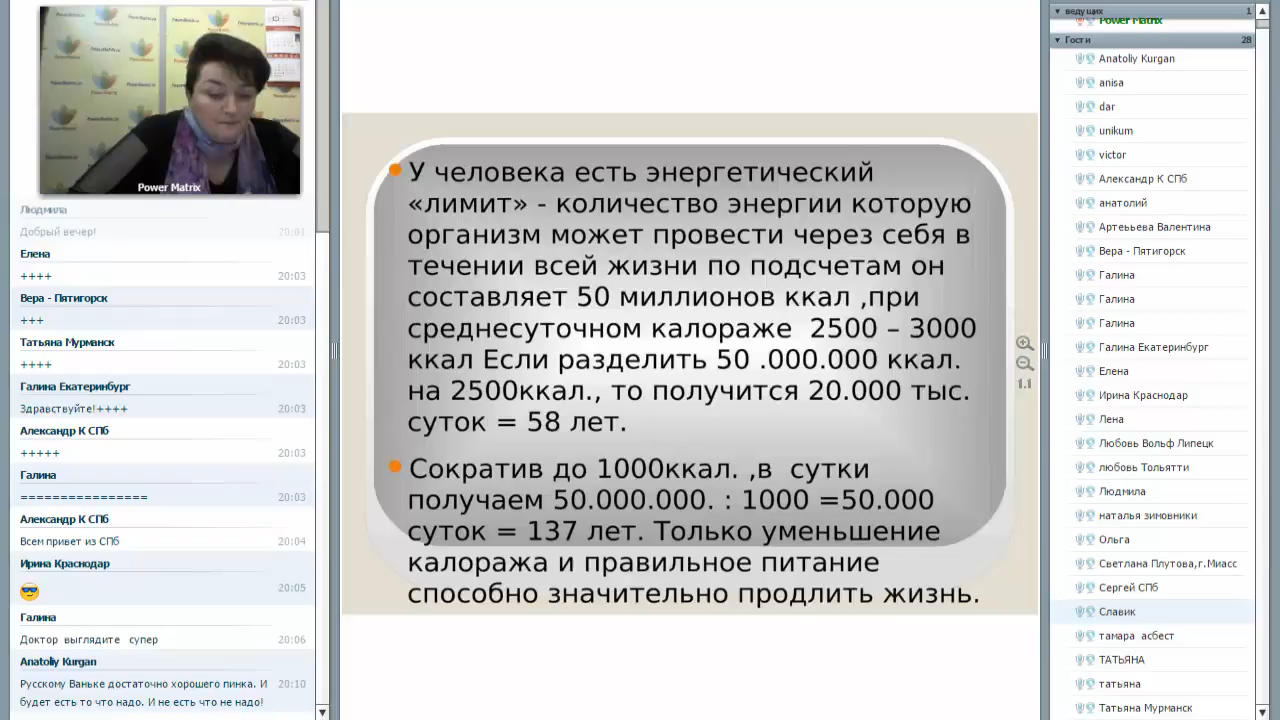 Power Matrix
Людмила
Добрый вечер!
20:01
Елена
++++
20:03
Вера - Пятигорск
+++
20:03
Татьяна Мурманск
++++
20:03
Галина Екатеринбург
Здравствуйте!++++
20:03
Александр К СПб
+++++
20:03
Галина
================
20:03
Александр К СПб
Всем привет из СПб
20:04
Ирина Краснодар
20:05
Галина
Доктор выглядите супер
20:06
Anatoliy Kurgan
Русскому Ваньке достаточно хорошего пинка. И
20:10
будет есть то что надо. И не есть что не надо!
У человека есть энергетический
«лимит» - количество энергии которую
организм может провести через себя в
течении всей жизни по подсчетам он
составляет 50 миллионов ккал ,при
среднесуточном калораже 2500 – 3000
ккал Если разделить 50 .000.000 ккал.
на 2500ккал., то получится 20.000 тыс.
суток = 58 лет.
Сократив до 1000ккал. ,в сутки
получаем 50.000.000. : 1000 =50.000
суток = 137 лет. Только уменьшение
калоража и правильное питание
способно значительно продлить жизнь.
1.1
ведущих
1
Power Matrix
Гости
28
Anatoliy Kurgan
anisa
dar
unikum
victor
Александр К СПб
анатолий
Артееьева Валентина
Вера - Пятигорск
Галина
Галина
Галина
Галина Екатеринбург
Елена
Ирина Краснодар
Лена
Любовь Вольф Липецк
любовь Тольятти
Людмила
наталья зимовники
Ольга
Светлана Плутова,г.Миасс
Сергей СПб
Славик
тамара асбест
ТАТЬЯНА
татьяна
Татьяна Мурманск